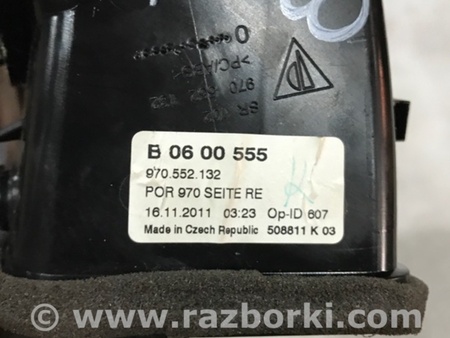 B 06 00 555
970.552.132
POR 970 SEITE RE
16.11.2011 03:23 Op-ID 607
Made in Czech Republic 508811 K 03
© www.razborki.com